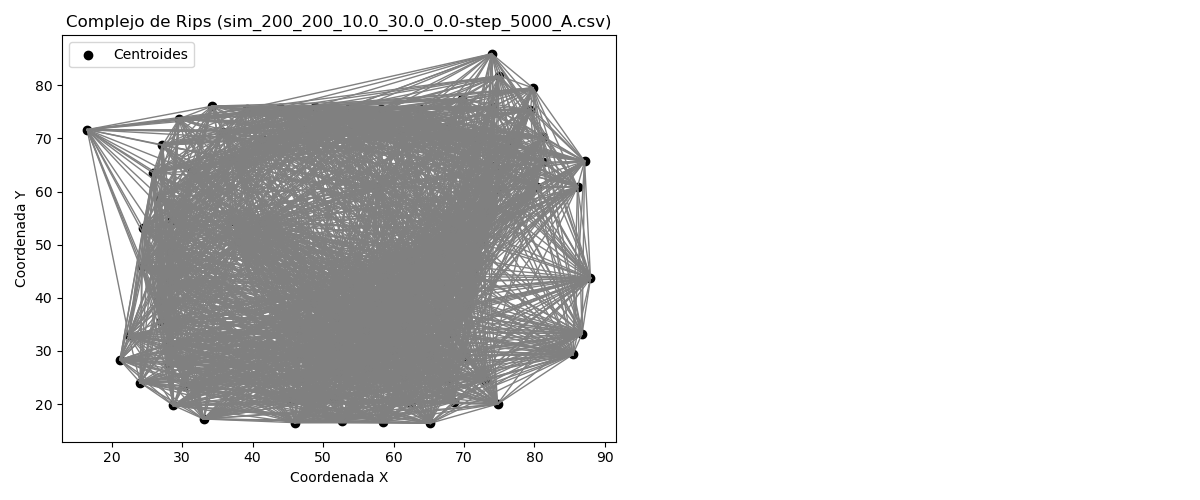 Complejo de Rips (sim_200_200_10.0_30.0_0.0-step_5000_A.csv)
Centroides
80
70
60
50
40
30
20
Coordenada Y
20 30 40 50 60 70 80 90
Coordenada X